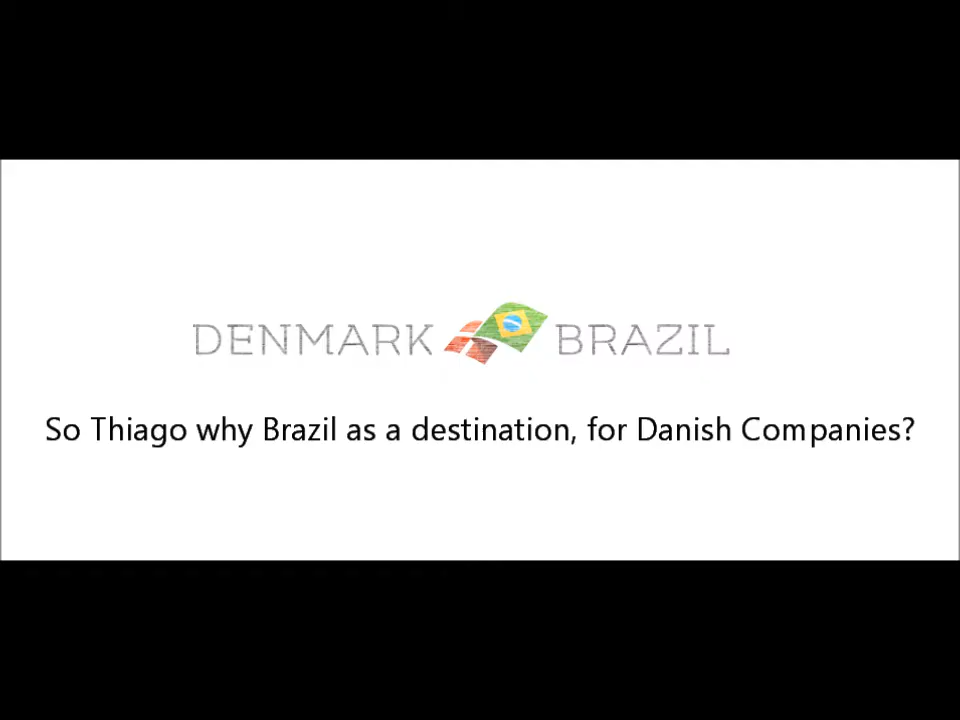 DENMARK BRAZIL
So Thiago why Brazil as a destination, for Danish Companies?